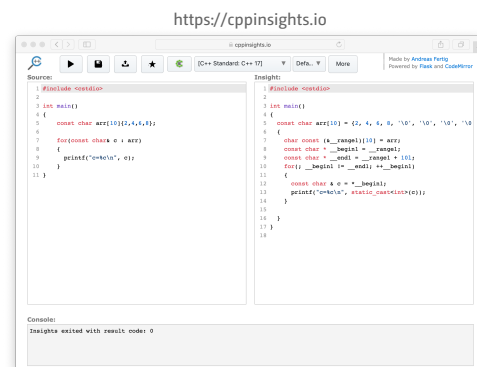 https://cppinsights.io
cppinsights.io
[C++ Standard: C++ 17]
Defa..
More
Made by Andreas Fertig
Powered by Flask and CodeMirror
Source:
1 #include <cstdio>
2
3 int main()
4 {
5     const char arr[10]{2,4,6,8};
6
7     for(const char& c : arr)
8     {
9       printf("c=%c\n", c);
10     }
11 }
Insight:
1 #include <cstdio>
2
3 int main()
4 {
5   const char arr[10] = {2, 4, 6, 8, '\0', '\0', '\0', '\0
6   {
7     char const (&__range1)[10] = arr;
8     const char * __begin1 = __range1;
9     const char * __end1 = __range1 + 10l;
10     for(; __begin1 != __end1; ++__begin1)
11     {
12       const char & c = *__begin1;
13       printf("c=%c\n", static_cast<int>(c));
14     }
15
16   }
17 }
18
Console:
Insights exited with result code: 0